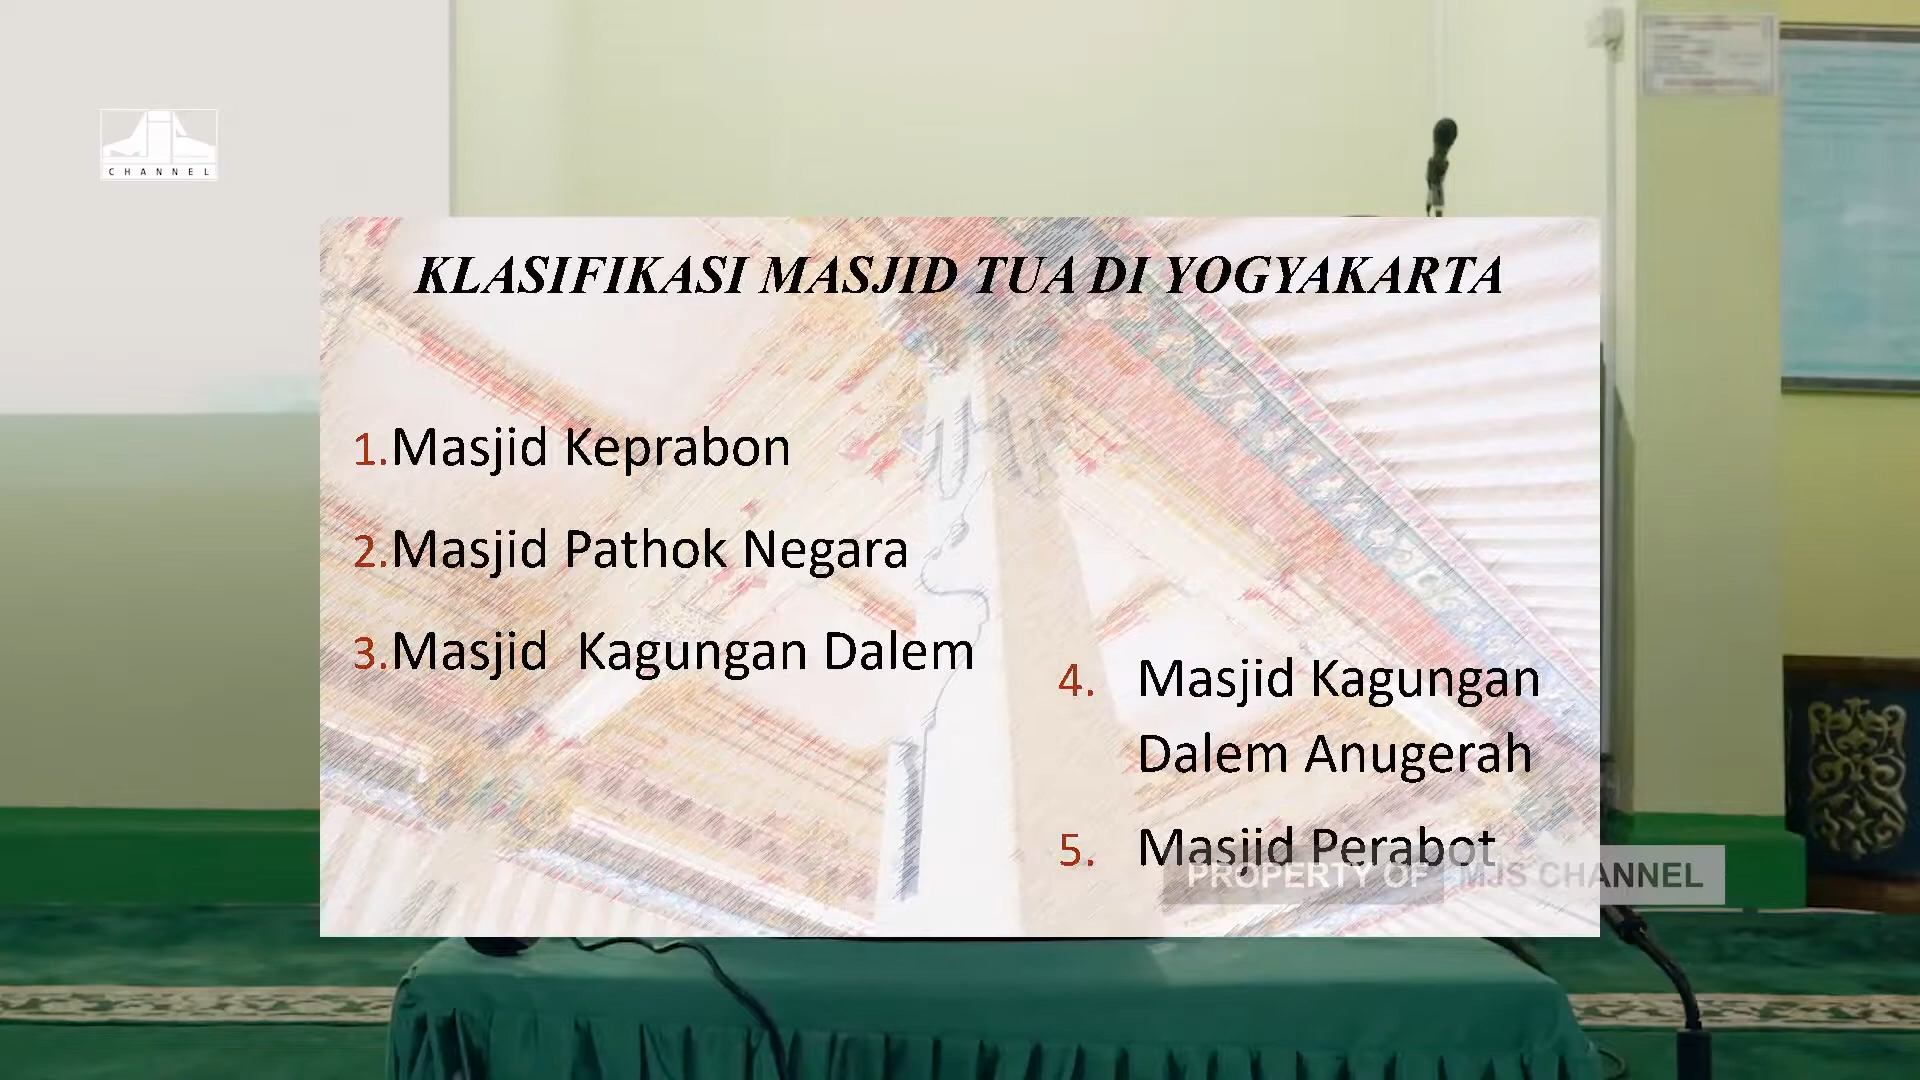 CHANNEL
KLASIFIKASI MASJID TUA DI YOGYAKARTA
1. Masjid Keprabon
2. Masjid Pathok Negara
3. Masjid Kagungan Dalem
4. Masjid Kagungan
Dalem Anugerah
5. Masjid Perabot
PROPERTY OF MJS CHANNEL